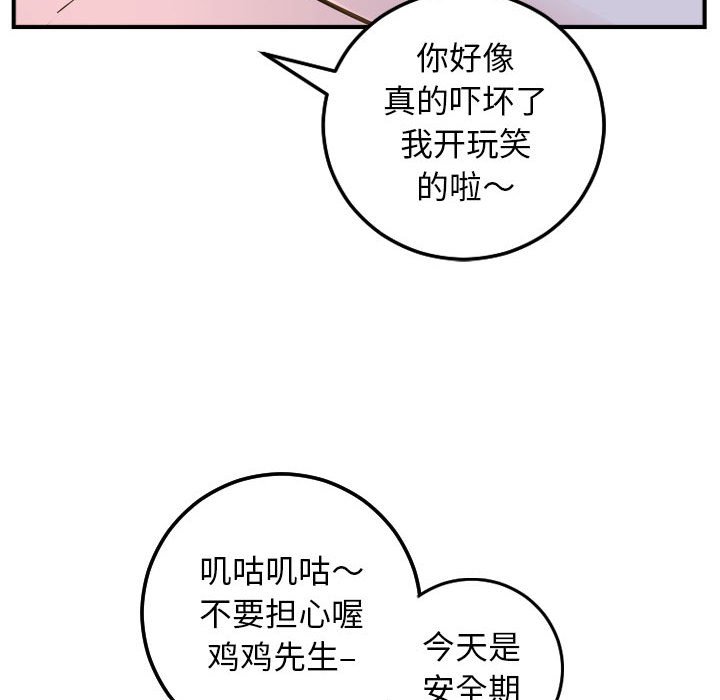 你好像
真的吓坏了
我开玩笑
的啦～
叽咕叽咕～
不要担心喔
鸡鸡先生–
今天是
安全期